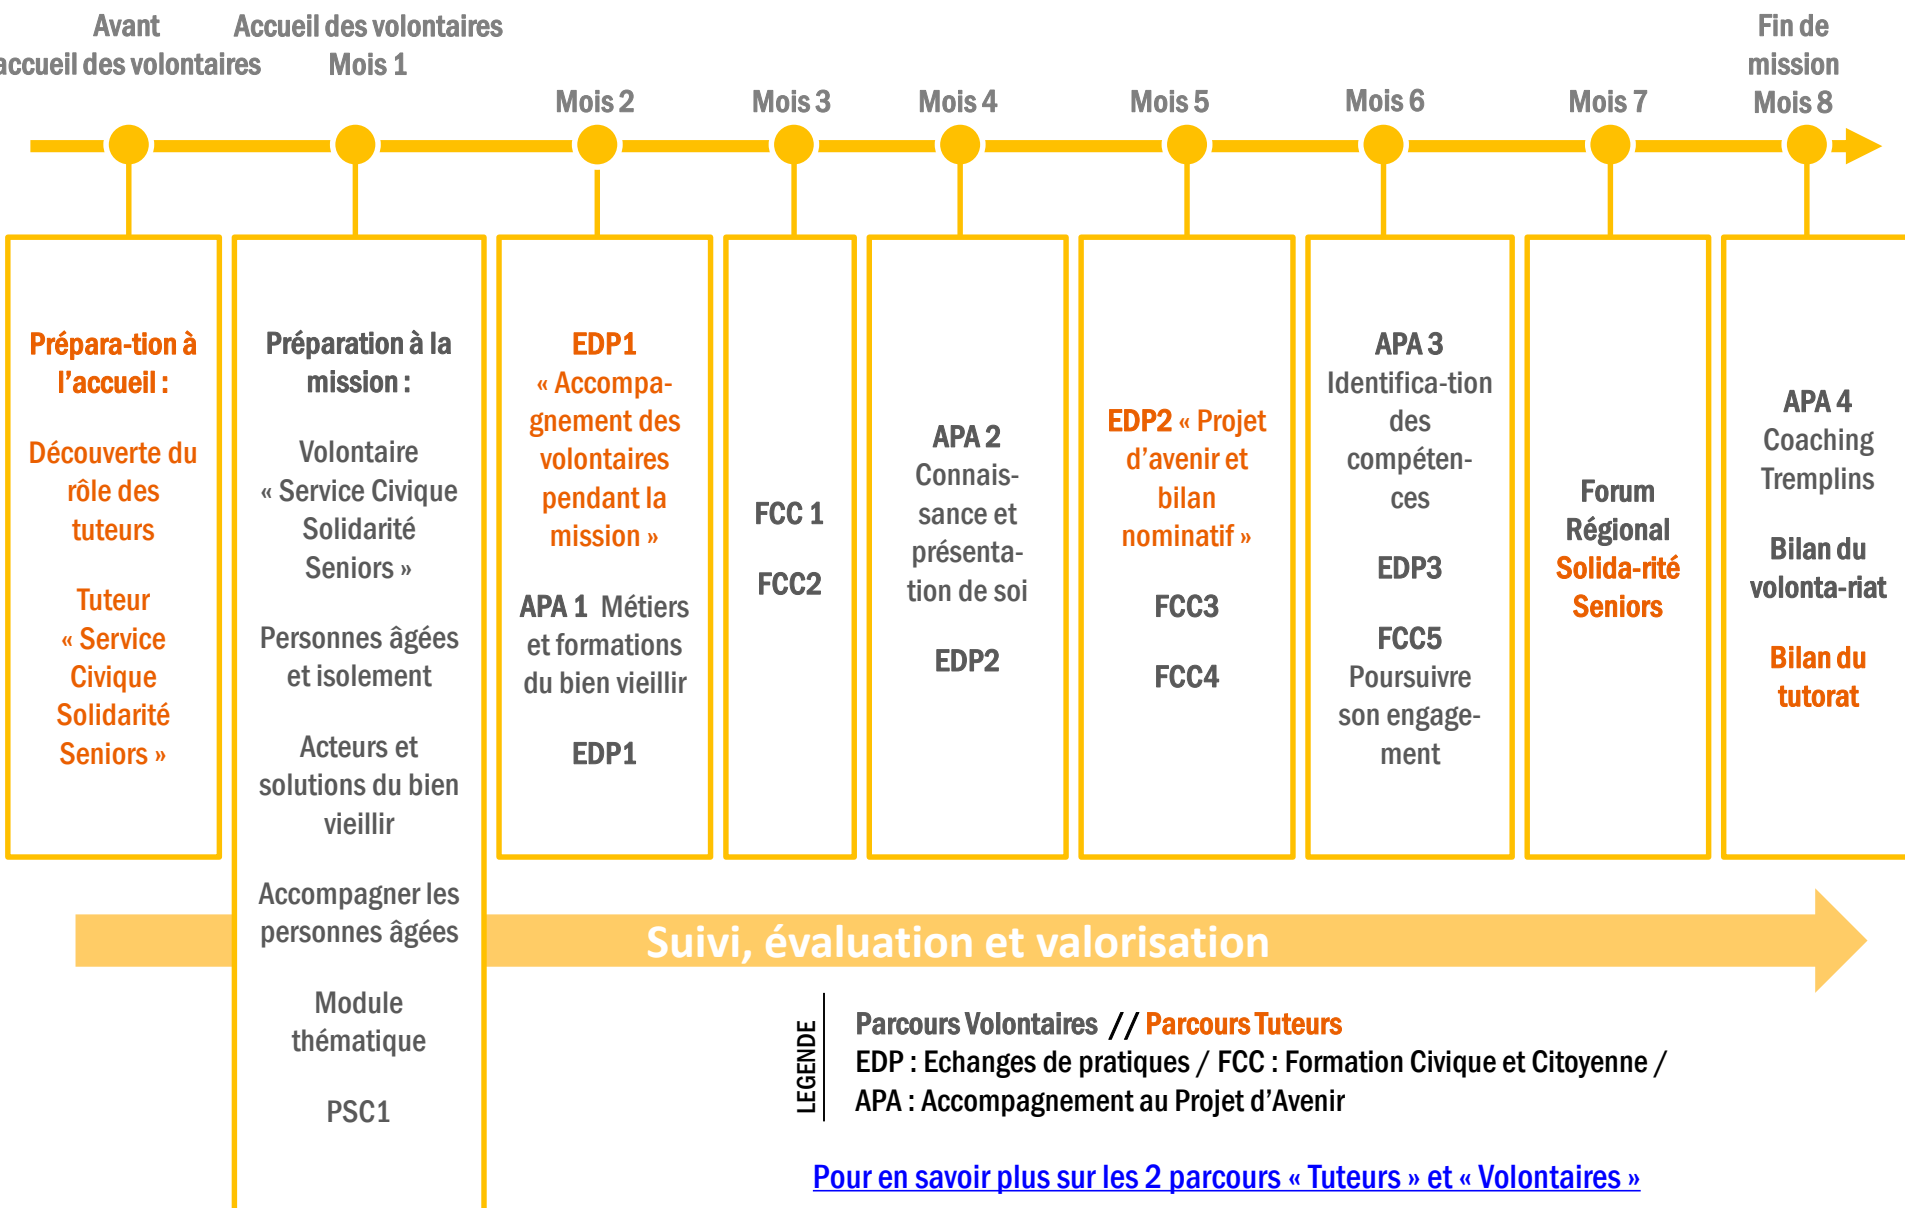 Avant
accueil des volontaires
Accueil des volontaires
Mois 1
Mois 2
Mois 3
Mois 4
Mois 5
Mois 6
Mois 7
Fin de
mission
Mois 8
Prépara-tion à
l'accueil :
Découverte du
rôle des
tuteurs
Tuteur
« Service
Civique
Solidarité
Seniors »
Préparation à la
mission :
Volontaire
« Service Civique
Solidarité
Seniors »
Personnes âgées
et isolement
Acteurs et
solutions du bien
vieillir
Accompagner les
personnes âgées
Module
thématique
PSC1
EDP1
« Accompa-
gnement des
volontaires
pendant la
mission »
APA 1 Métiers
et formations
du bien vieillir
EDP1
FCC 1
FCC2
APA 2
Connais-
sance et
présenta-
tion de soi
EDP2
EDP2 « Projet
d'avenir et
bilan
nominatif »
FCC3
FCC4
APA 3
Identifica-tion
des
compéten-
ces
EDP3
FCC5
Poursuivre
son engage-
ment
Forum
Régional
Solida-rité
Seniors
APA 4
Coaching
Tremplins
Bilan du
volonta-riat
Bilan du
tutorat
Suivi, évaluation et valorisation
LEGENDE
Parcours Volontaires // Parcours Tuteurs
EDP : Echanges de pratiques / FCC : Formation Civique et Citoyenne /
APA : Accompagnement au Projet d'Avenir
Pour en savoir plus sur les 2 parcours « Tuteurs » et « Volontaires »